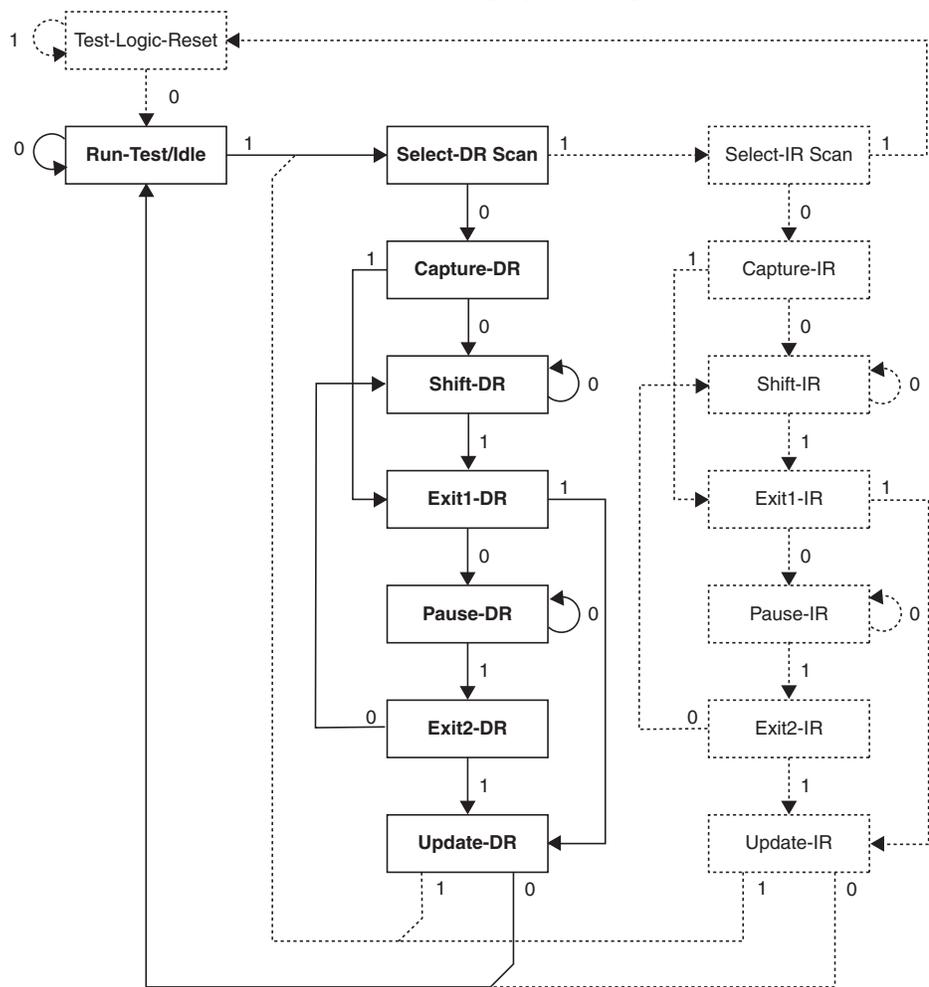 1
Test-Logic-Reset
0
0
Run-Test/Idle
1
Select-DR Scan
1
Select-IR Scan
1
0
0
1
Capture-DR
1
Capture-IR
0
0
Shift-DR
0
Shift-IR
0
1
1
Exit1-DR
1
Exit1-IR
1
0
0
Pause-DR
0
Pause-IR
0
1
1
0
Exit2-DR
0
Exit2-IR
1
1
Update-DR
Update-IR
1
0
1
0